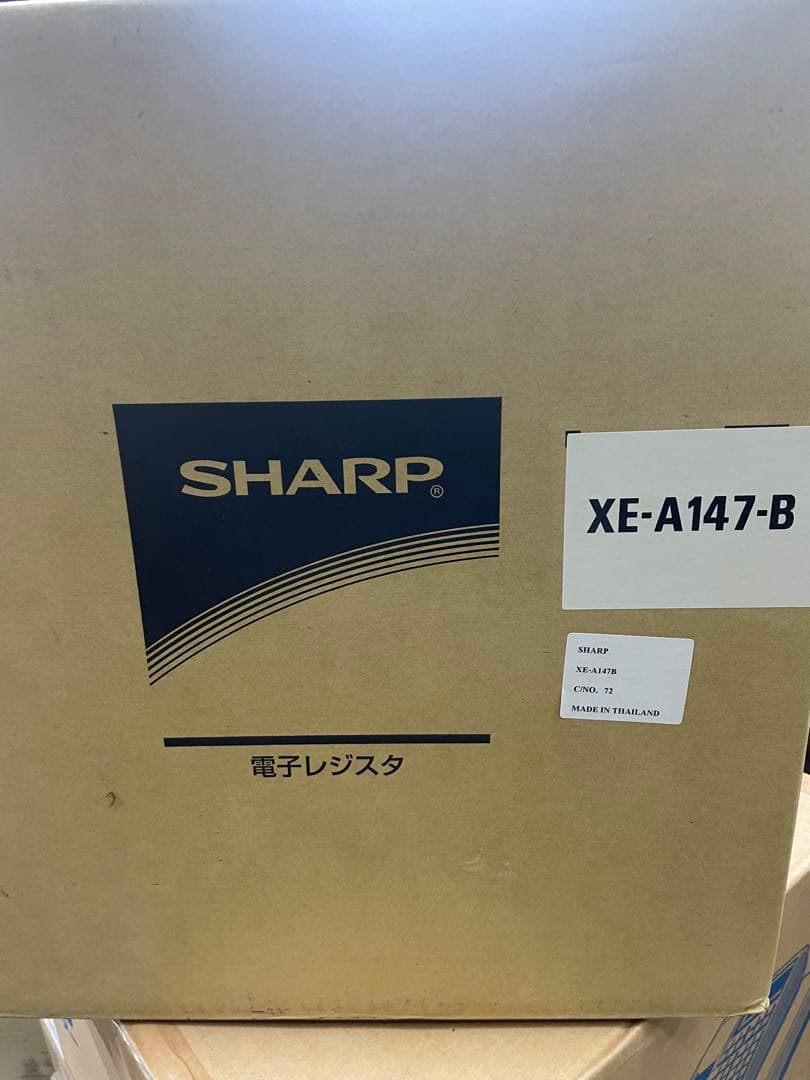 SHARP®
XE-A147-B
SHARP
XE-A147B
C/NO. 72
MADE IN THAILAND
電子レジスタ